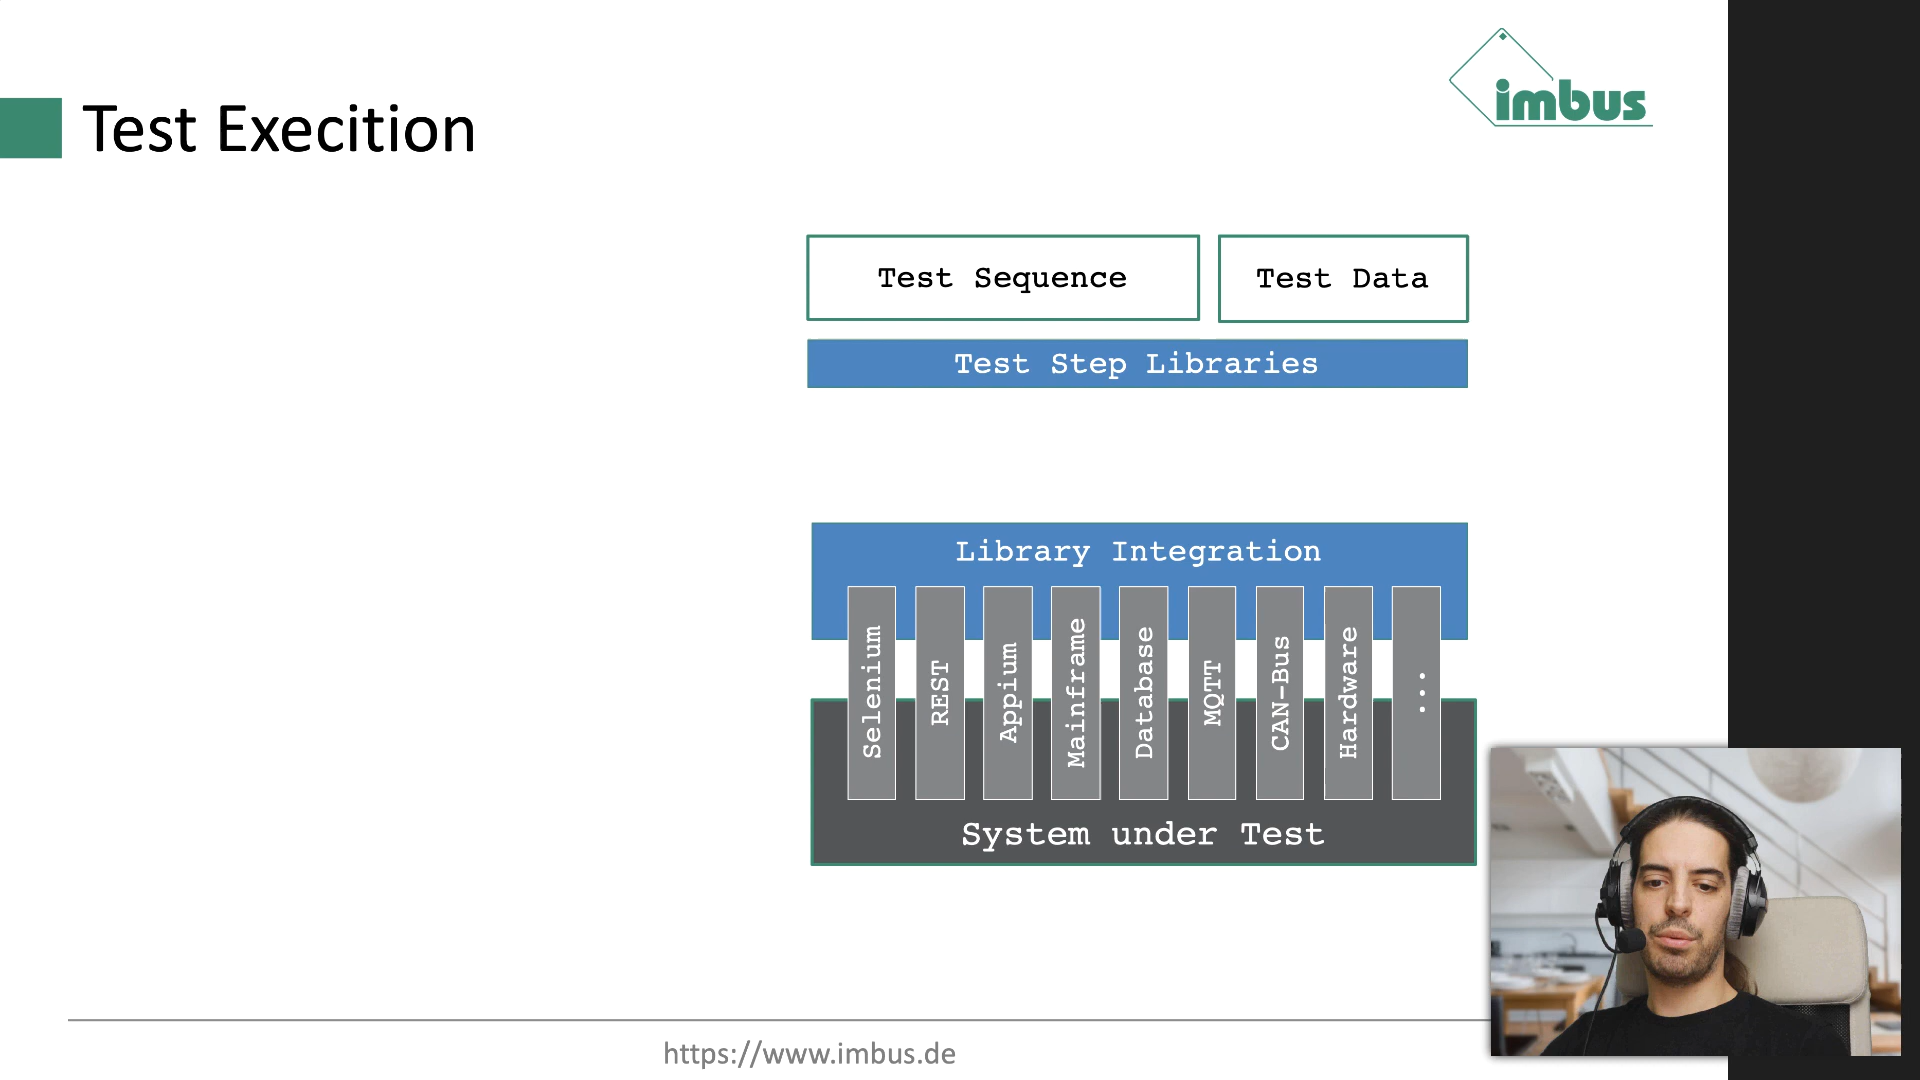 imbus
Test Execition
Test Sequence
Test Data
Test Step Libraries
Library Integration
Selenium
REST
Appium
Mainframe
Database
MQTT
CAN-Bus
Hardware
...
System under Test
https://www.imbus.de